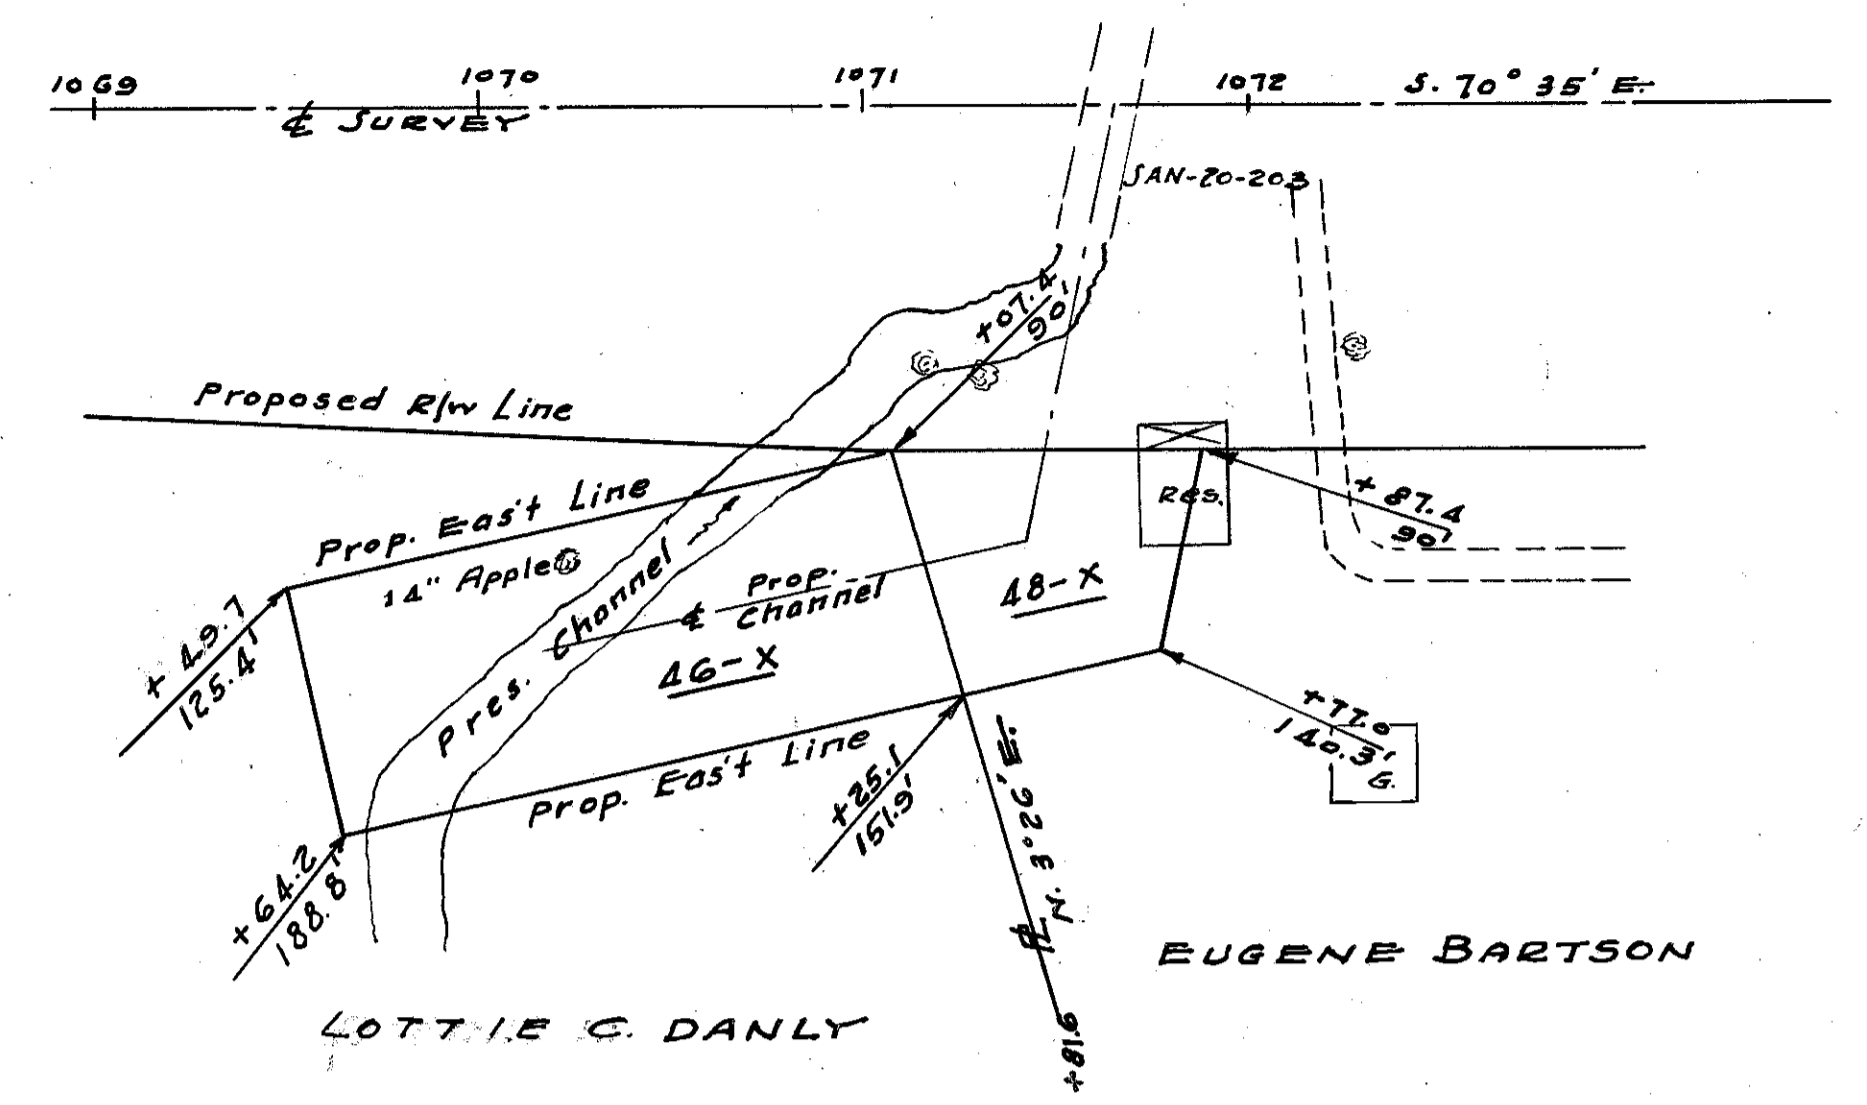 1069
1070
1071
1072
S. 70° 35' E.
℄ SURVEY
SAN-20-203
+07.4
90'
Proposed R/W Line
Prop. Eas't Line
14" Apple
Res.
+ 87.4
90'
Pres. Channel
℄ Prop.
Channel
48-X
46-X
+ 49.7
125.4'
+77.0
140.3'
G.
Prop. Eas't Line
+25.1
151.9'
N. 3° 26' E.
PL
+ 64.2
188.8'
EUGENE BARTSON
LOTTIE C. DANLY
+81.6